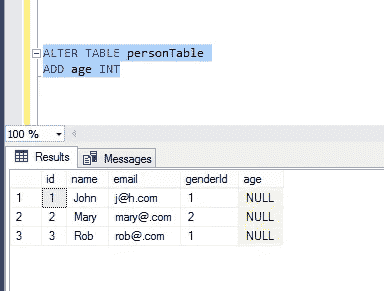 ALTER TABLE personTable
ADD age INT
100 %
Results Messages
id name email genderId age
1 1 John j@h.com 1 NULL
2 2 Mary mary@.com 2 NULL
3 3 Rob rob@.com 1 NULL